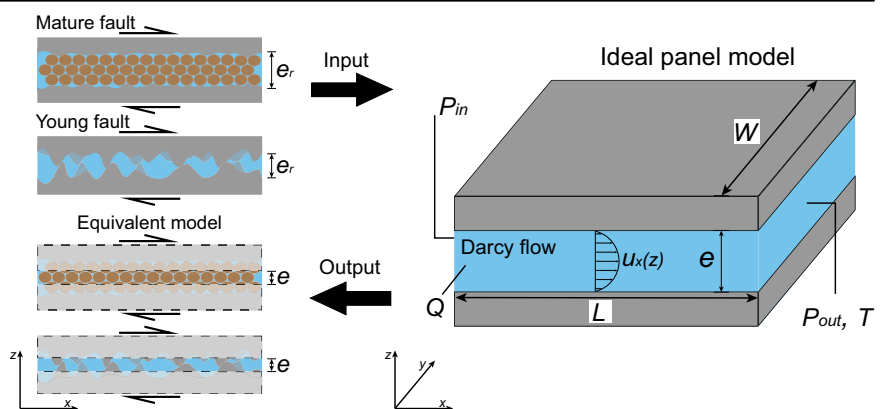 Mature fault
eᵣ
Young fault
eᵣ
Equivalent model
e
e
z
x
Input
Output
Ideal panel model
Pin
W
Darcy flow
uₓ(z)
e
Q
L
Pout, T
z
y
x